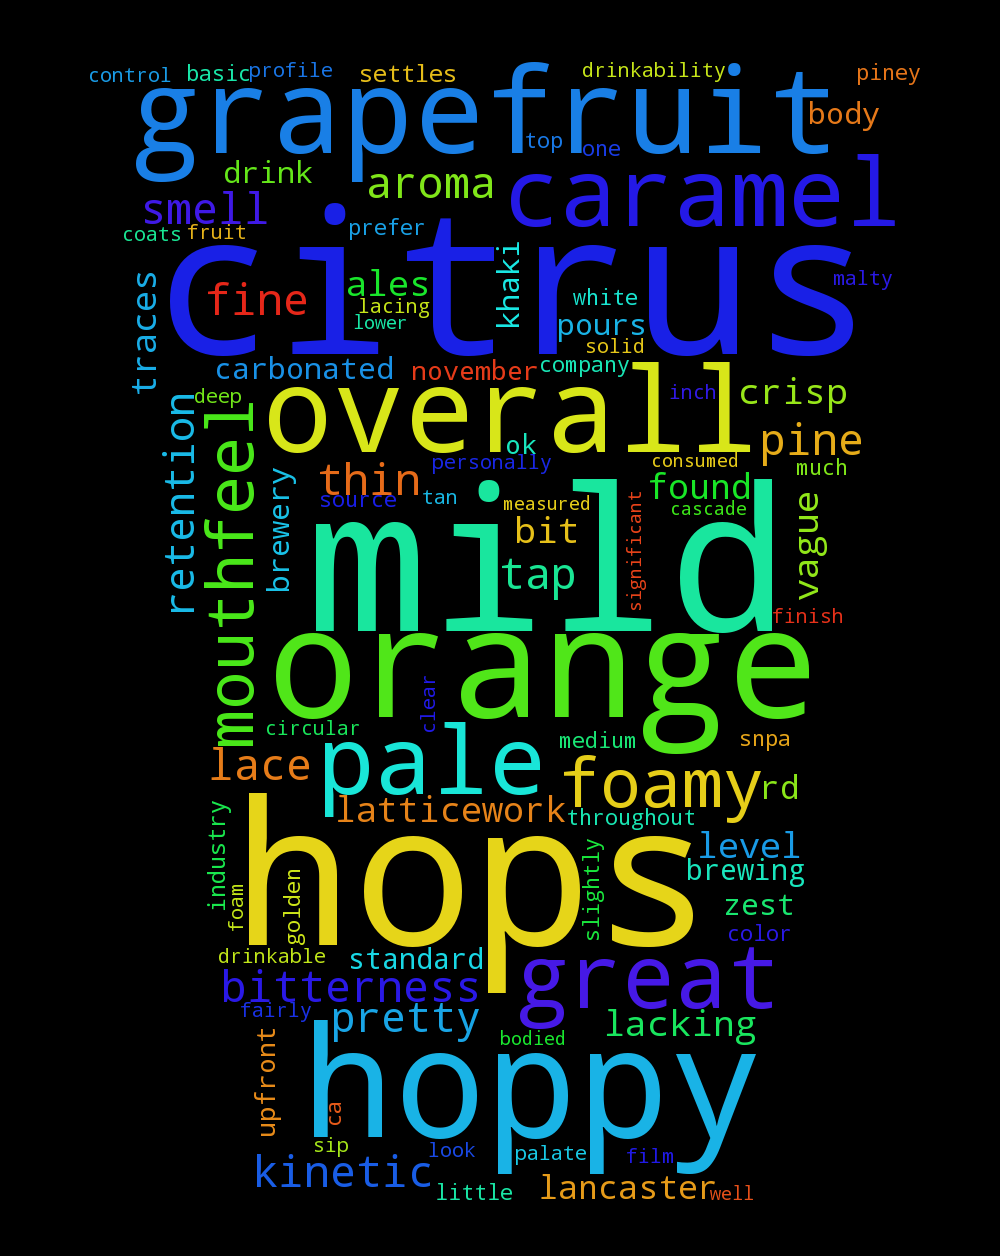 control basic profile settles drinkability piney
grapefruit
body
top one
drink aroma caramel
smell
coats fruit prefer
citrus
khaki
malty
traces
fine ales
lacing
lower
white
pours
solid
carbonated november company
overall
inch crisp
deep
retention
mouthfeel
ok
pine
personally consumed much
brewery
thin
source tan measured
found
cascade
bit
significant
vague
mild
tap
finish
orange
clear
circular medium snpa
lace pale foamy
rd
latticework throughout
industry
hops
slightly
level
brewing
foam
golden
zest
color
drinkable standard
bitterness great
fairly pretty lacking
bodied
upfront
hoppy
ca
sip look palate film
kinetic
little lancaster well